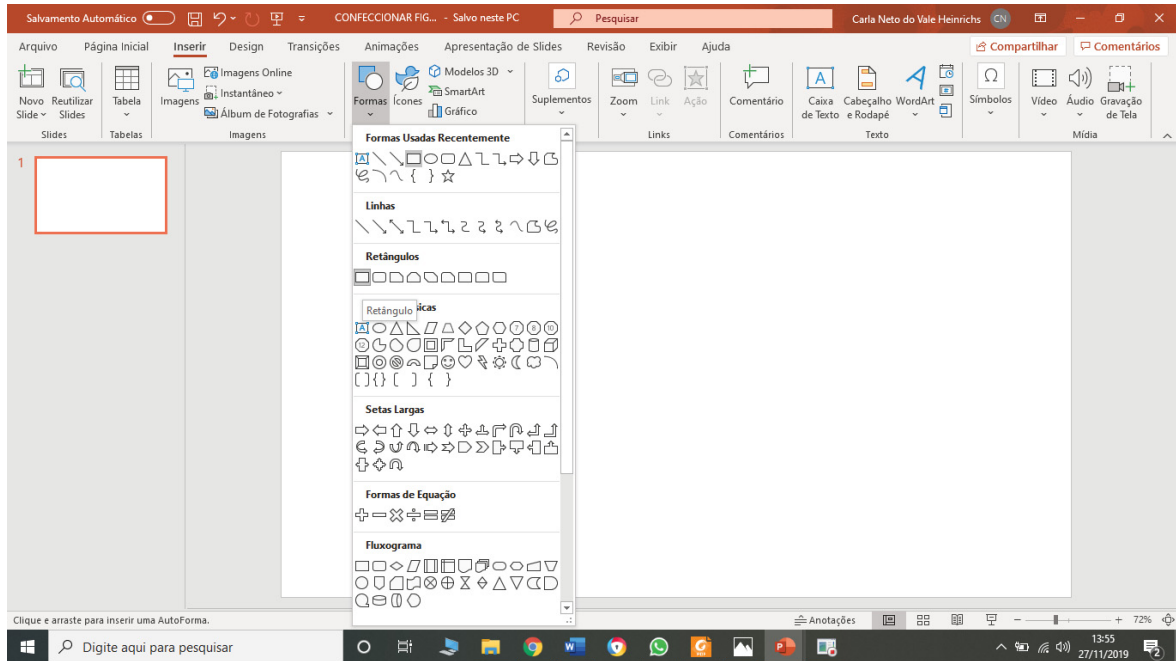 Salvamento Automático CONFECCIONAR FIG... - Salvo neste PC Pesquisar Carla Neto do Vale Heinrichs CN
Arquivo Página Inicial Inserir Design Transições Animações Apresentação de Slides Revisão Exibir Ajuda Compartilhar Comentários
Novo Slide Reutilizar Slides
Slides
Tabela
Tabelas
Imagens
Imagens Online
Instantâneo
Álbum de Fotografias
Imagens
Formas
Ícones
Modelos 3D
SmartArt
Gráfico
Suplementos
Zoom
Link
Ação
Links
Comentário
Comentários
A
Caixa de Texto
Cabeçalho e Rodapé
A
WordArt
Texto
Ω
Símbolos
Vídeo
Áudio
Gravação de Tela
Mídia
1
Formas Usadas Recentemente
A
Linhas
Retângulos
Retângulo
sicas
A
7 8 10
12
Setas Largas
Formas de Equação
Fluxograma
Clique e arraste para inserir uma AutoForma.
Anotações
72%
Digite aqui para pesquisar
13:55
27/11/2019